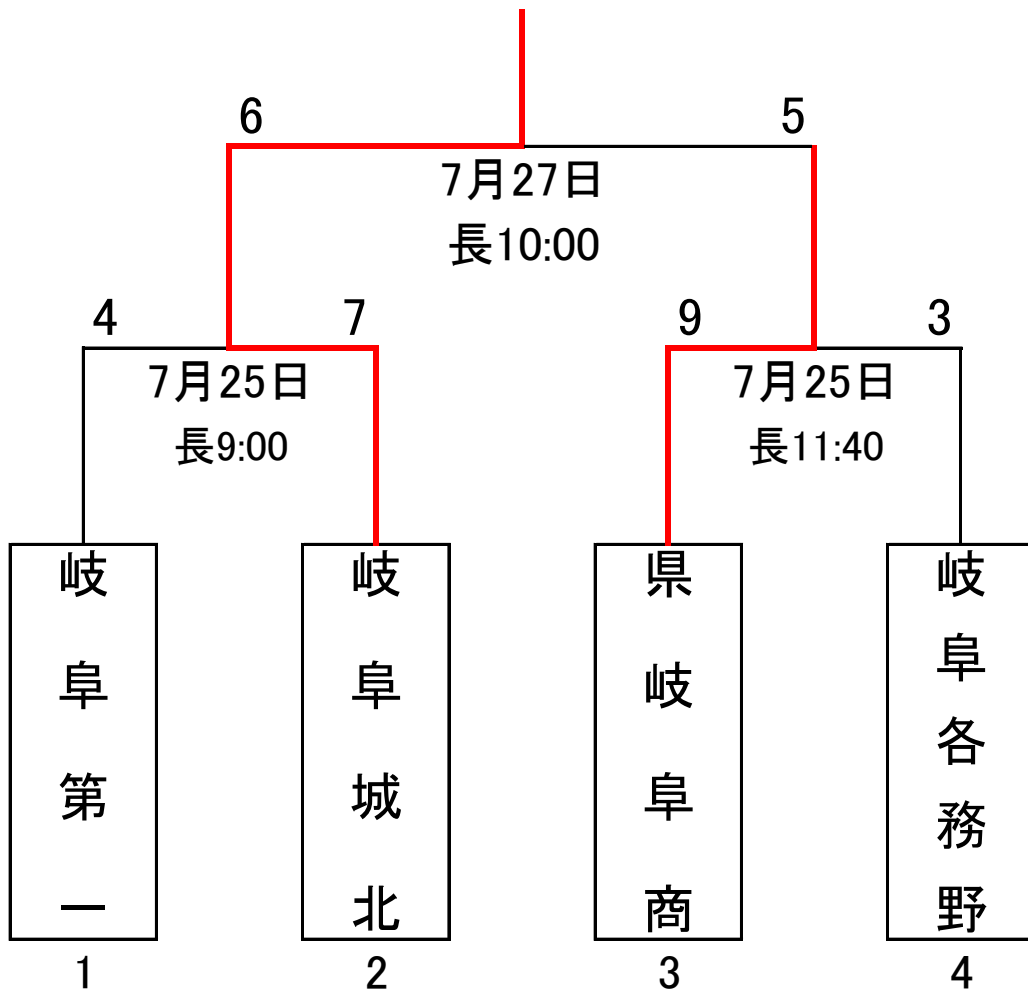 6 5
7月27日
長10:00
4 7 9 3
7月25日 7月25日
長9:00 長11:40
岐阜第一
岐阜城北
県岐阜商
岐阜各務野
1 2 3 4